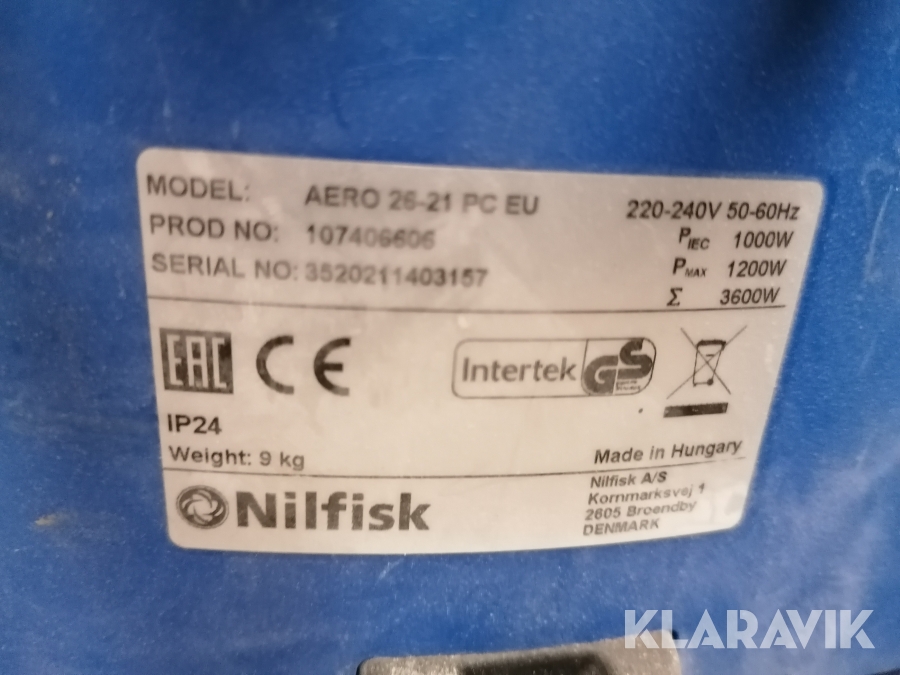 MODEL: AERO 26-21 PC EU
PROD NO: 107406606
SERIAL NO: 3520211403157
220-240V 50-60Hz
PIEC 1000W
PMAX 1200W
Σ 3600W
EAC CE
Intertek GS
IP24
Weight: 9 kg
Made in Hungary
Nilfisk
Nilfisk A/S
Kornmarksvej 1
2605 Broendby
DENMARK
KLARAVIK